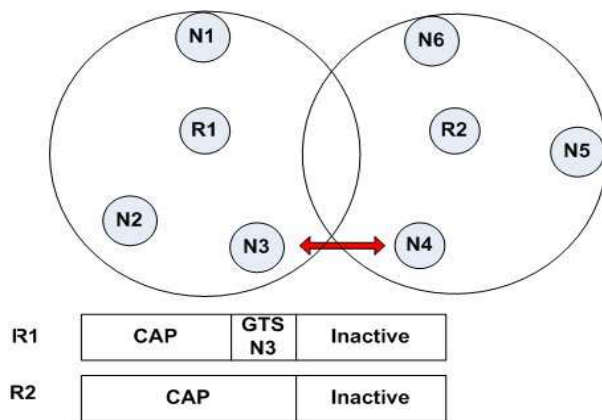 N1
N6
R1
R2
N5
N2
N3
N4
R1
CAP
GTS
N3
Inactive
R2
CAP
Inactive